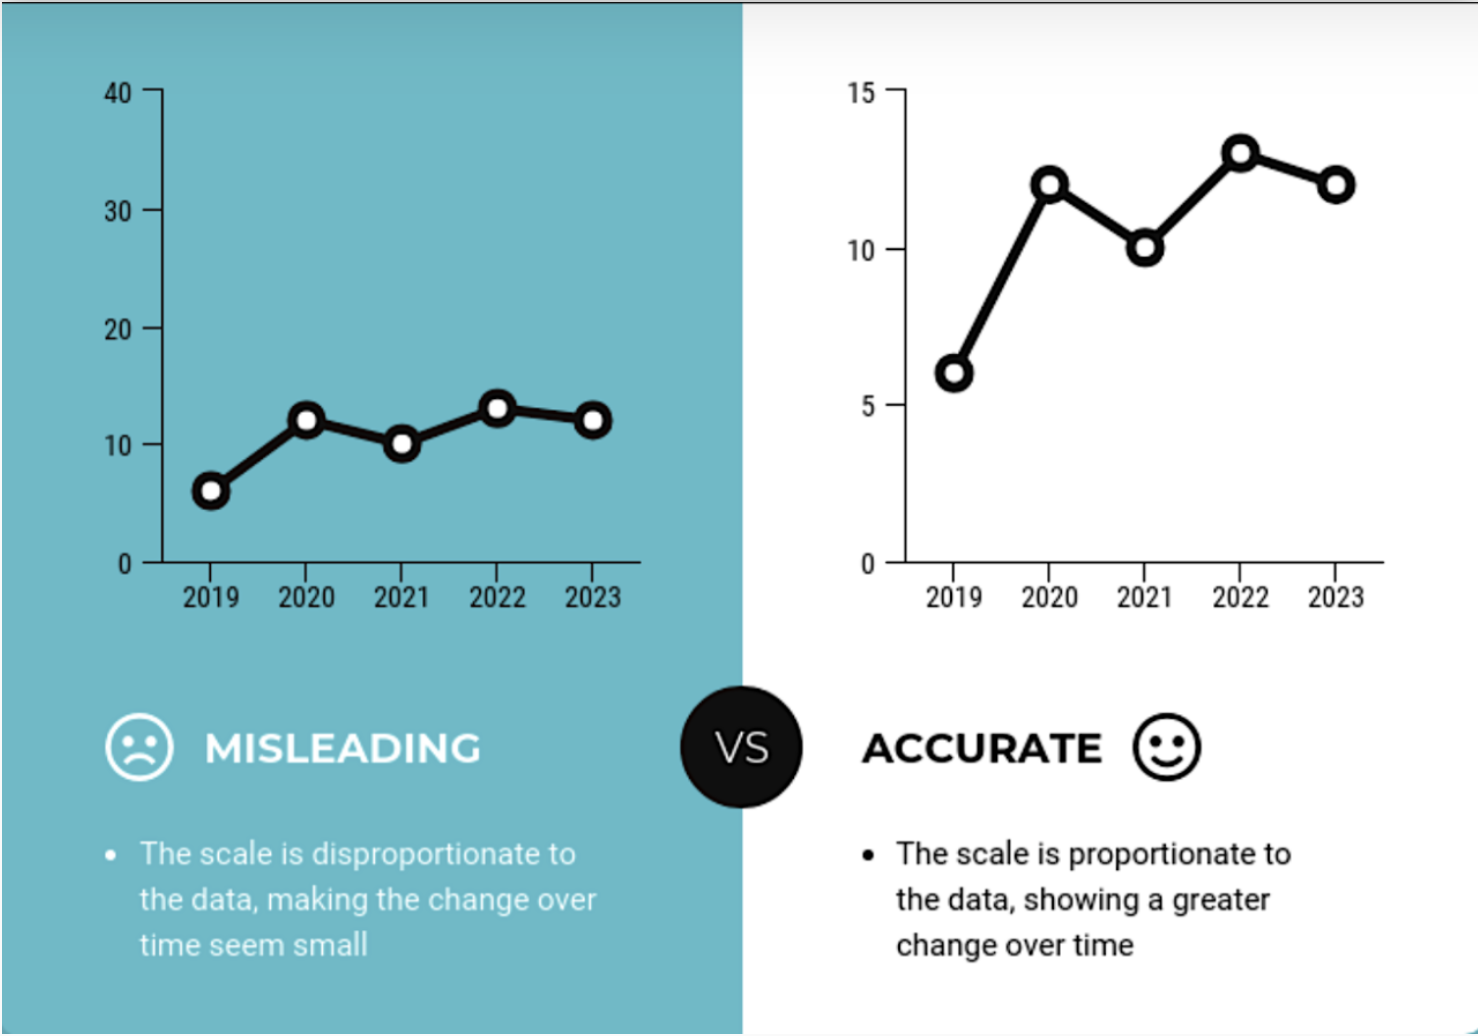 40
30
20
10
0
2019 2020 2021 2022 2023
15
10
5
0
2019 2020 2021 2022 2023
MISLEADING
VS
ACCURATE
• The scale is disproportionate to
the data, making the change over
time seem small
• The scale is proportionate to
the data, showing a greater
change over time